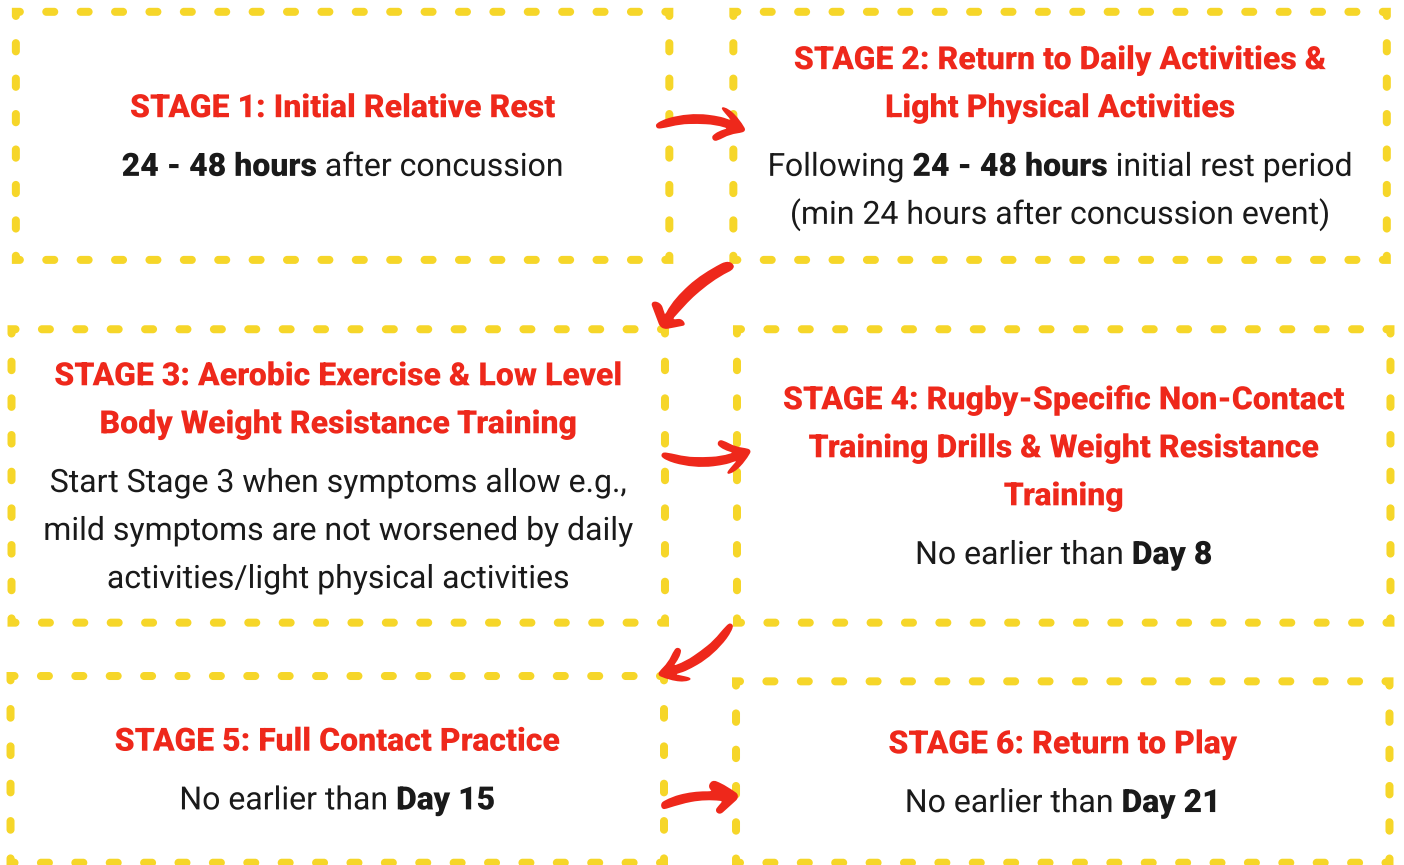 STAGE 1: Initial Relative Rest
24 - 48 hours after concussion
STAGE 2: Return to Daily Activities &
Light Physical Activities
Following 24 - 48 hours initial rest period
(min 24 hours after concussion event)
STAGE 3: Aerobic Exercise & Low Level
Body Weight Resistance Training
Start Stage 3 when symptoms allow e.g.,
mild symptoms are not worsened by daily
activities/light physical activities
STAGE 4: Rugby-Specific Non-Contact
Training Drills & Weight Resistance
Training
No earlier than Day 8
STAGE 5: Full Contact Practice
No earlier than Day 15
STAGE 6: Return to Play
No earlier than Day 21